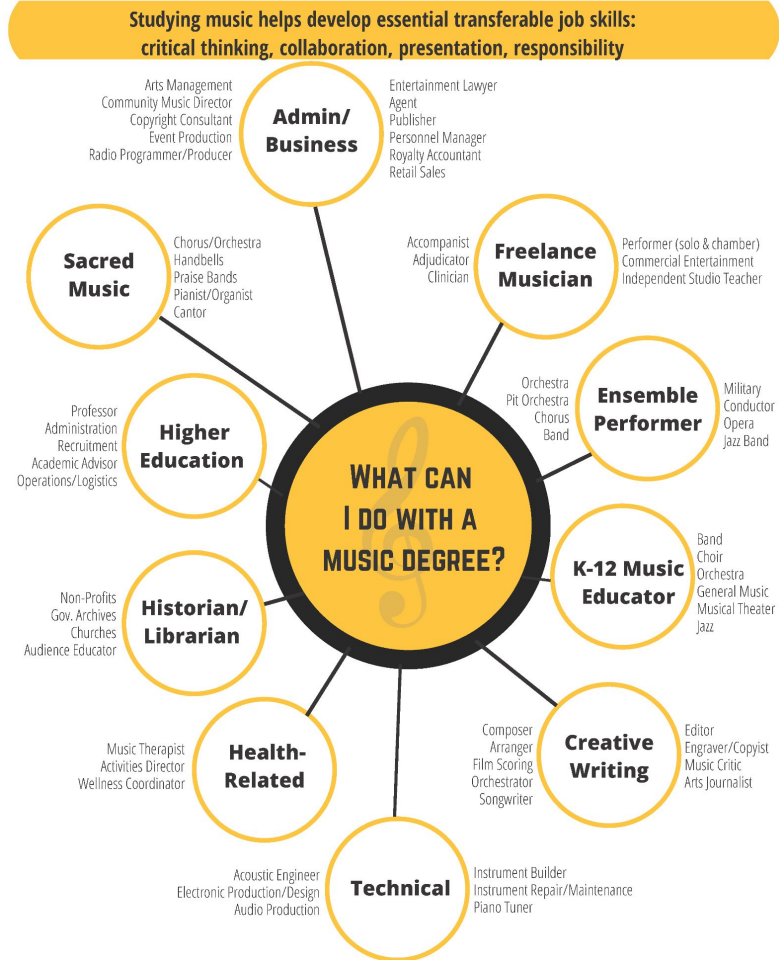 Studying music helps develop essential transferable job skills:
critical thinking, collaboration, presentation, responsibility
Arts Management
Community Music Director
Copyright Consultant
Event Production
Radio Programmer/Producer
Admin/
Business
Entertainment Lawyer
Agent
Publisher
Personnel Manager
Royalty Accountant
Retail Sales
Sacred
Music
Chorus/Orchestra
Handbells
Praise Bands
Pianist/Organist
Cantor
Accompanist
Adjudicator
Clinician
Freelance
Musician
Performer (solo & chamber)
Commercial Entertainment
Independent Studio Teacher
Orchestra
Pit Orchestra
Chorus
Band
Ensemble
Performer
Military
Conductor
Opera
Jazz Band
Professor
Administration
Recruitment
Academic Advisor
Operations/Logistics
Higher
Education
WHAT CAN
I DO WITH A
MUSIC DEGREE?
K-12 Music
Educator
Band
Choir
Orchestra
General Music
Musical Theater
Jazz
Non-Profits
Gov. Archives
Churches
Audience Educator
Historian/
Librarian
Music Therapist
Activities Director
Wellness Coordinator
Health-
Related
Composer
Arranger
Film Scoring
Orchestrator
Songwriter
Creative
Writing
Editor
Engraver/Copyist
Music Critic
Arts Journalist
Acoustic Engineer
Electronic Production/Design
Audio Production
Technical
Instrument Builder
Instrument Repair/Maintenance
Piano Tuner